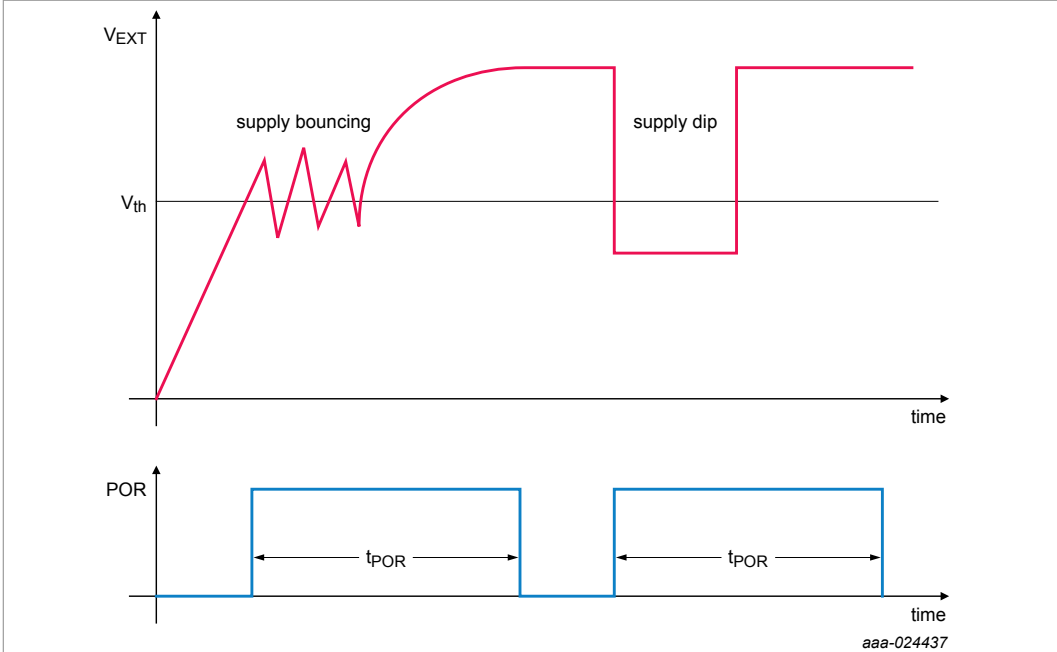 VEXT
supply bouncing
supply dip
Vth
time
POR
tPOR
tPOR
time
aaa-024437